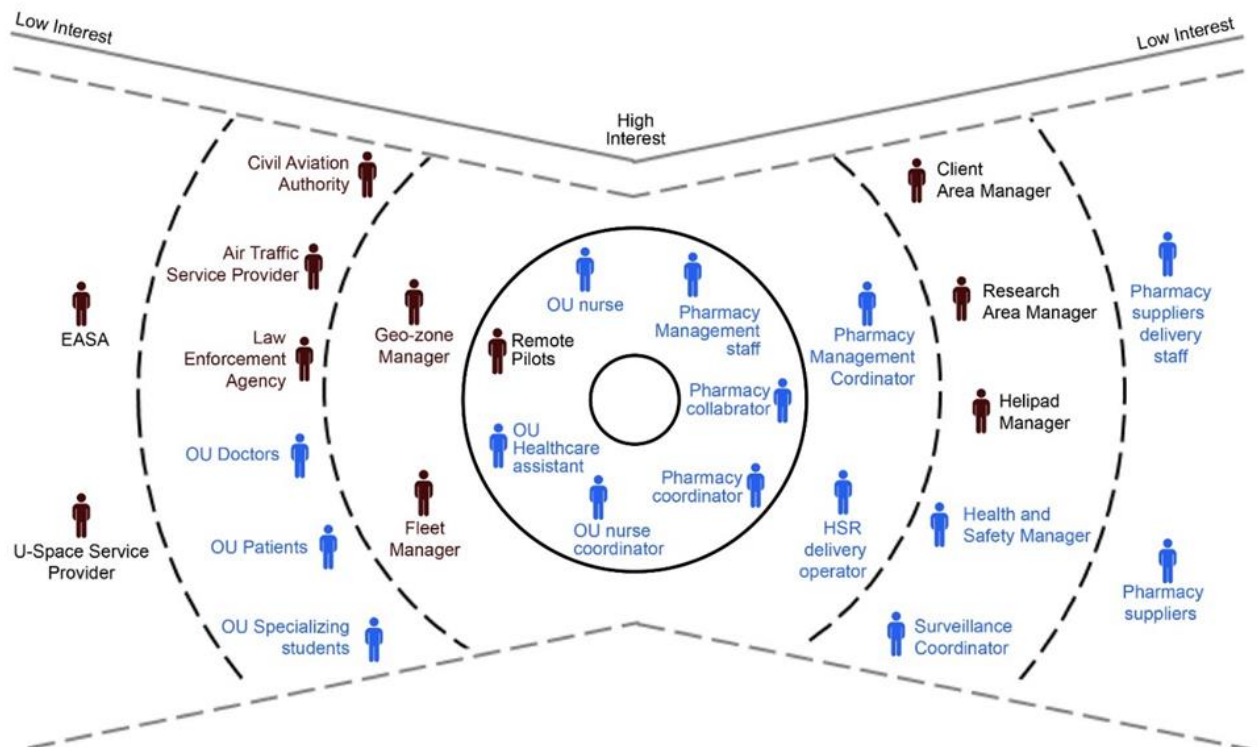 Low Interest
Low Interest
High
Interest
Civil Aviation
Authority
Client
Area Manager
Air Traffic
Service Provider
OU nurse
Pharmacy
Management
staff
Research
Area Manager
Pharmacy
suppliers
delivery
staff
EASA
Law
Enforcement
Agency
Geo-zone
Manager
Remote
Pilots
Pharmacy
Management
Cordinator
Pharmacy
collabrator
Helipad
Manager
OU Doctors
OU
Healthcare
assistant
Pharmacy
coordinator
U-Space Service
Provider
OU Patients
Fleet
Manager
OU nurse
coordinator
HSR
delivery
operator
Health and
Safety Manager
Pharmacy
suppliers
OU Specializing
students
Surveillance
Coordinator